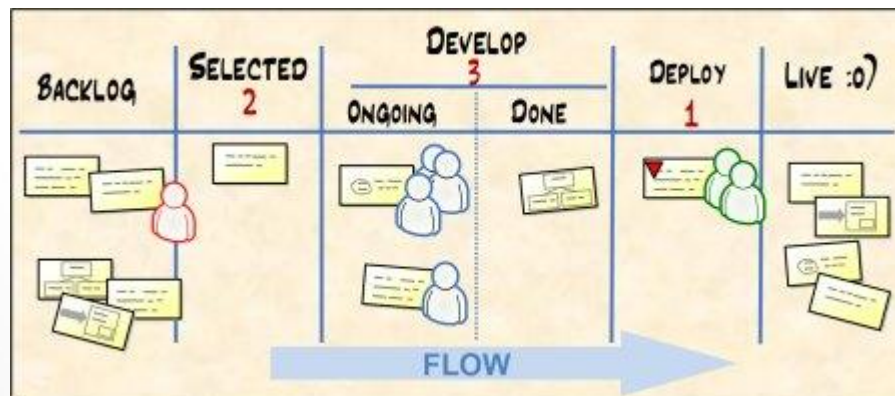 BACKLOG
SELECTED
2
DEVELOP
3
ONGOING
DONE
DEPLOY
1
LIVE :o)
FLOW